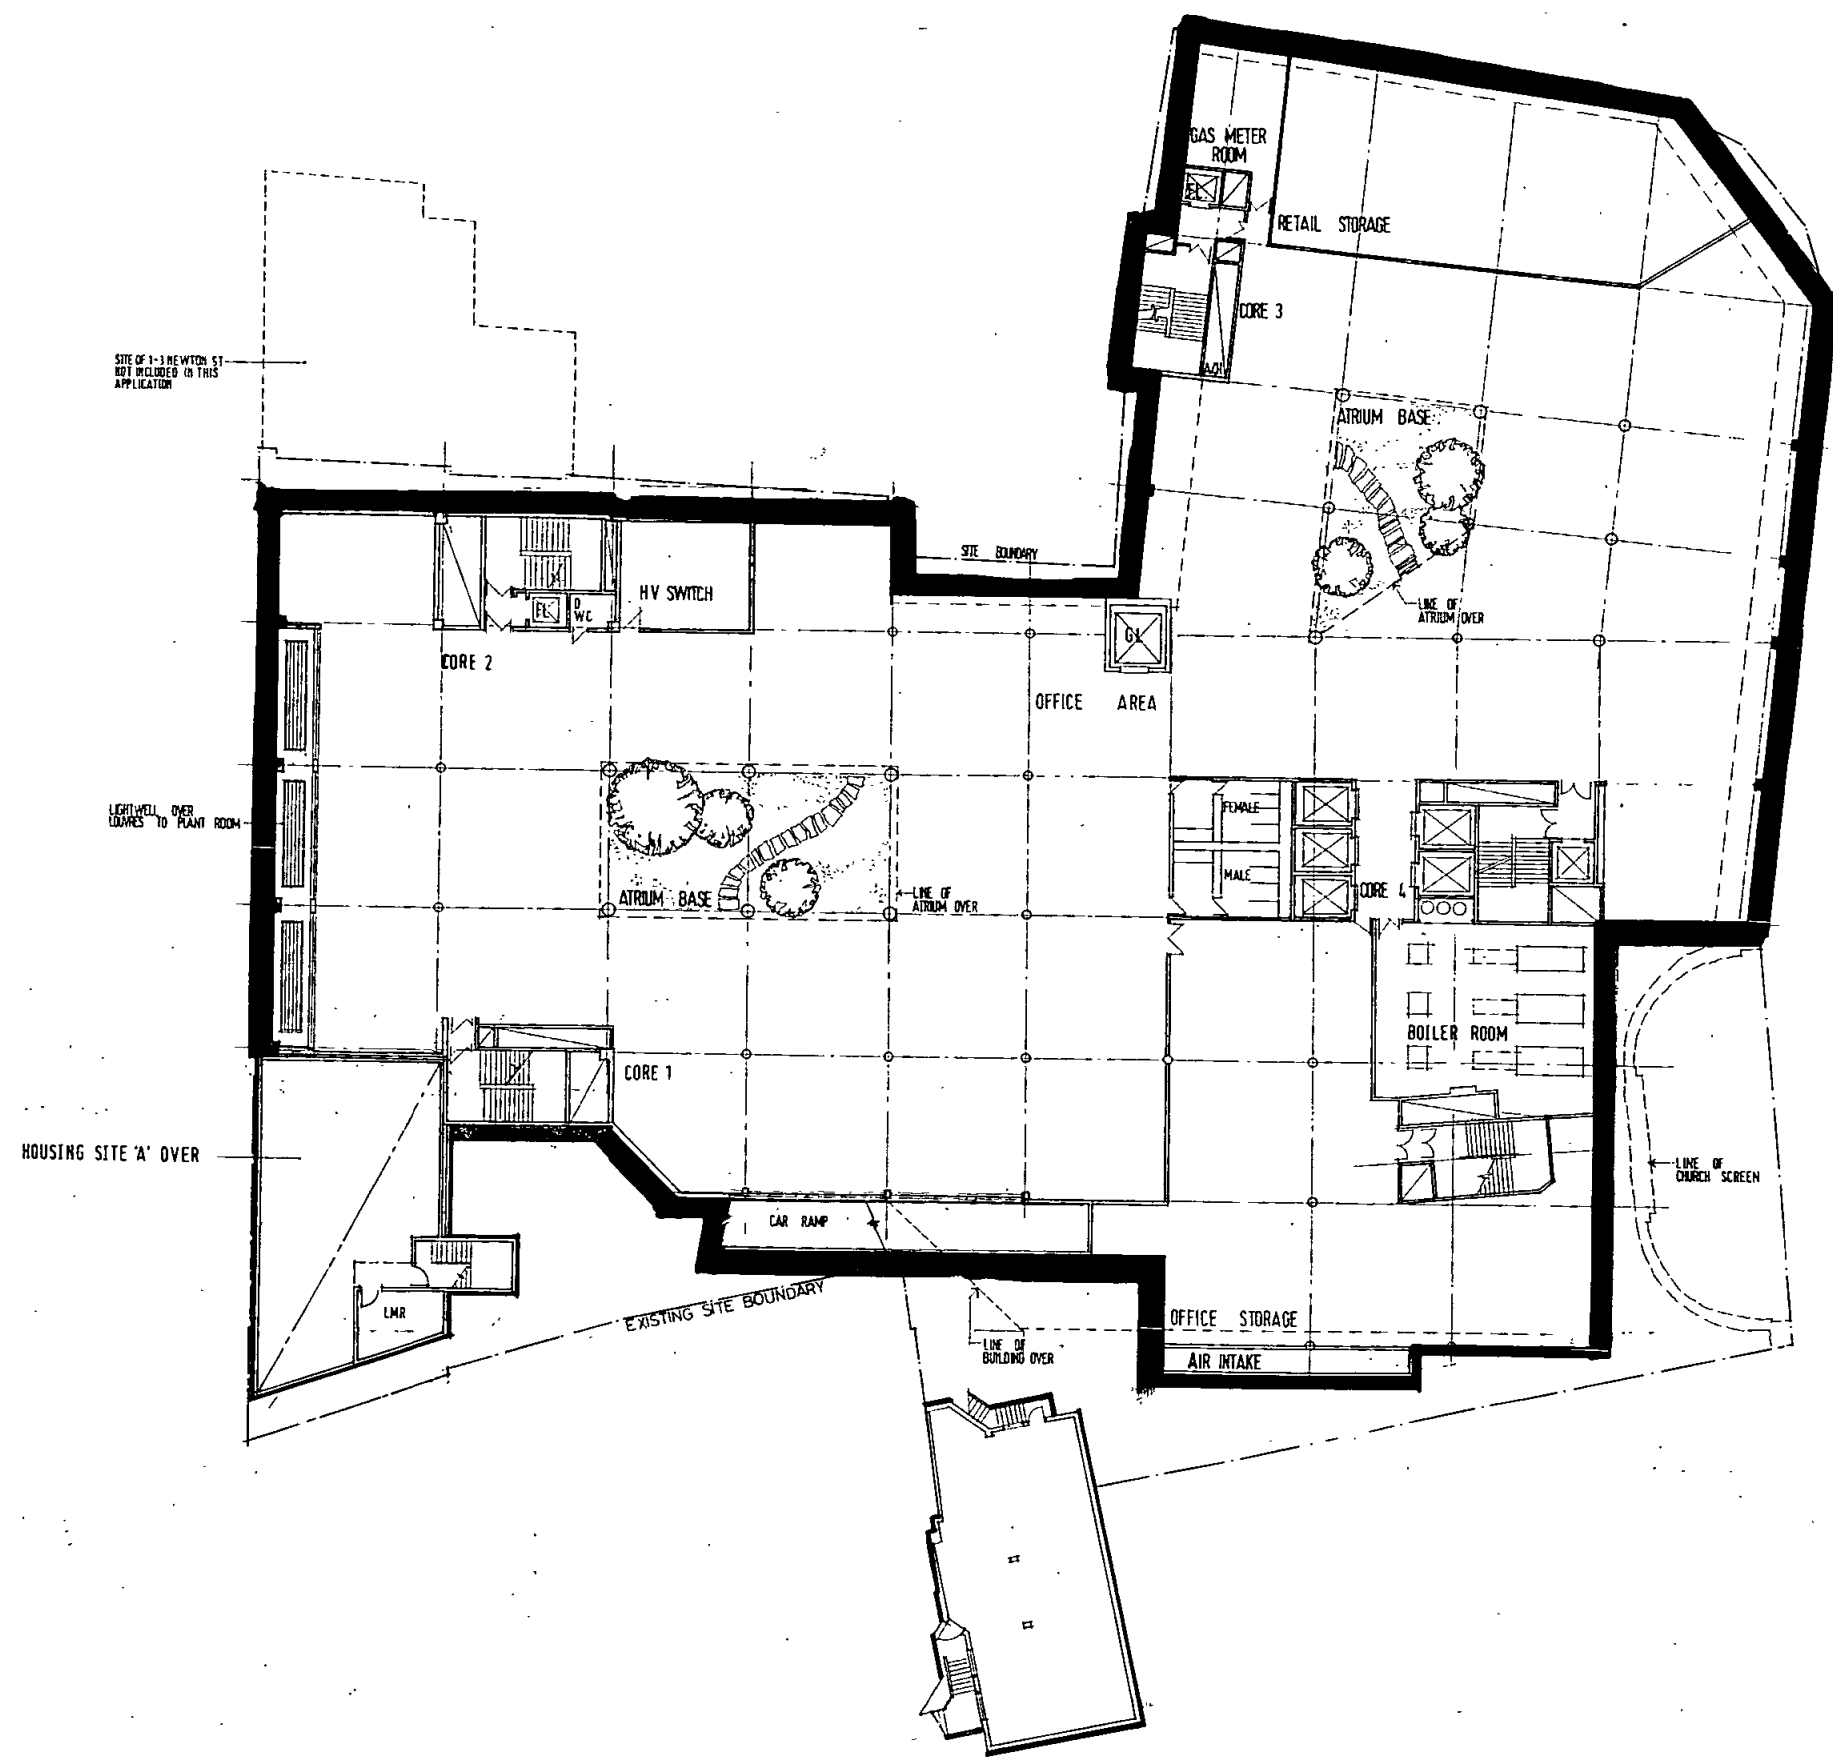 GAS METER
ROOM
F.L.
RETAIL STORAGE
CORE 3
SITE OF 1-3 NEWTON ST
NOT INCLUDED IN THIS
APPLICATION
ATRIUM BASE
SITE BOUNDARY
HV SWITCH
FL
D
WC
LINE OF
ATRIUM OVER
GL
CORE 2
OFFICE AREA
LIGHTWELL OVER
LOUVRES TO PLANT ROOM
FEMALE
MALE
ATRIUM BASE
LINE OF
ATRIUM OVER
CORE 4
BOILER ROOM
CORE 1
HOUSING SITE 'A' OVER
LINE OF
CHURCH SCREEN
CAR RAMP
LMR
EXISTING SITE BOUNDARY
OFFICE STORAGE
LINE OF
BUILDING OVER
AIR INTAKE